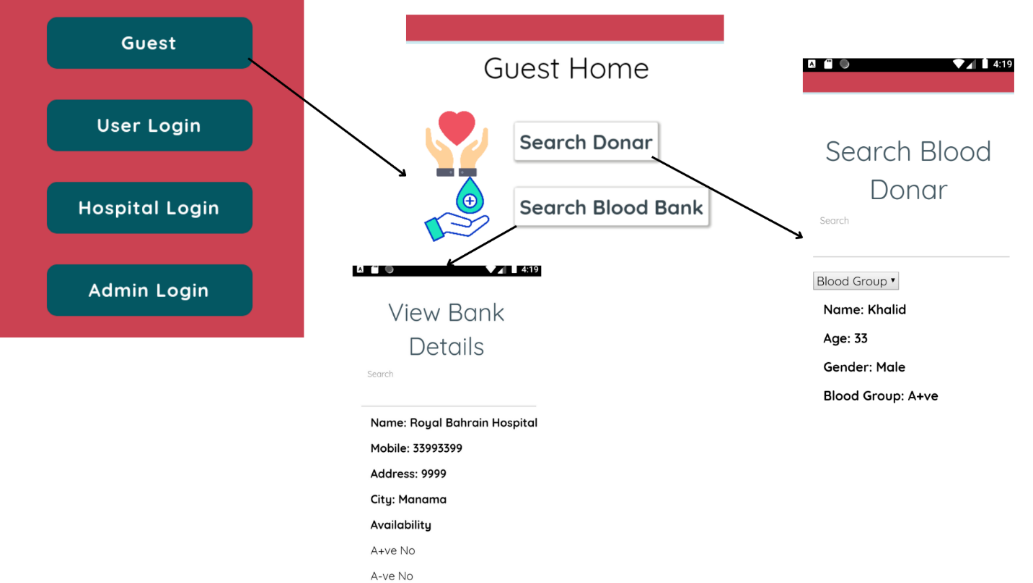 Guest
User Login
Hospital Login
Admin Login
Guest Home
Search Donar
Search Blood Bank
4:19
View Bank
Details
Search
Name: Royal Bahrain Hospital
Mobile: 33993399
Address: 9999
City: Manama
Availability
A+ve No
A-ve No
4:19
Search Blood
Donar
Search
Blood Group
Name: Khalid
Age: 33
Gender: Male
Blood Group: A+ve